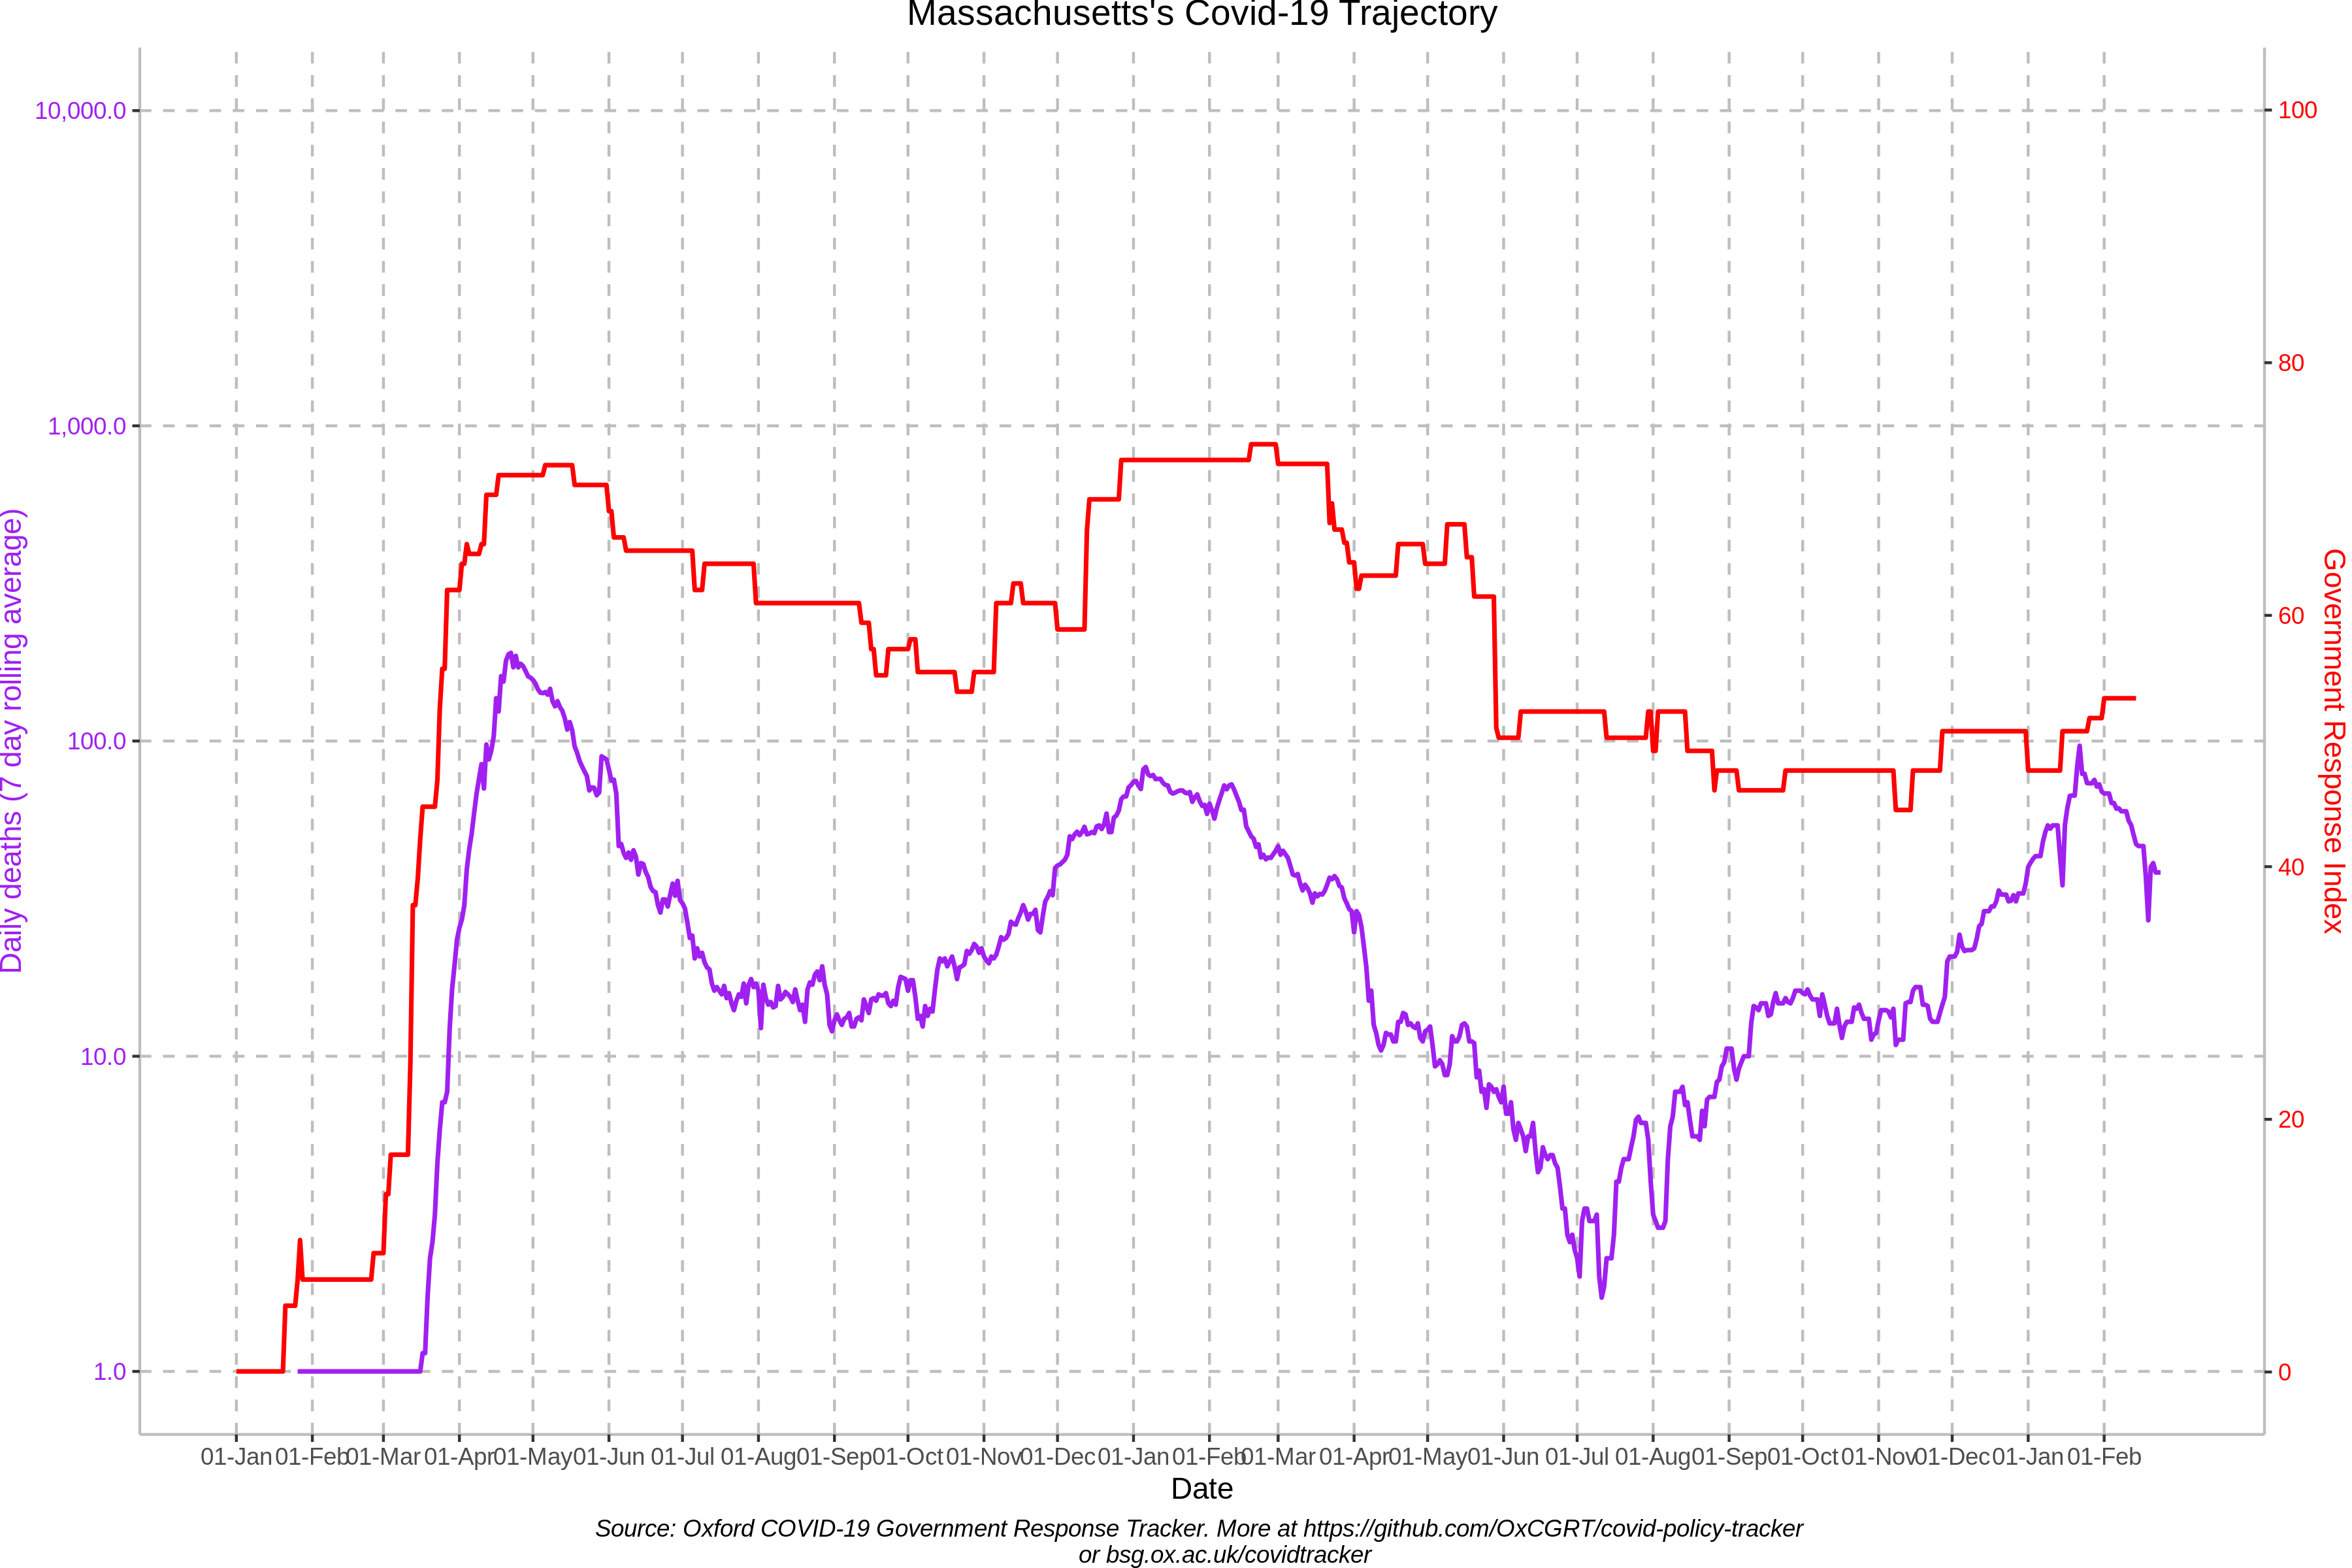 Massachusetts's Covid-19 Trajectory
10,000.0
1,000.0
100.0
10.0
1.0
Daily deaths (7 day rolling average)
100
80
60
40
20
0
Government Response Index
01-Jan 01-Feb 01-Mar 01-Apr 01-May 01-Jun 01-Jul 01-Aug 01-Sep 01-Oct 01-Nov 01-Dec 01-Jan 01-Feb 01-Mar 01-Apr 01-May 01-Jun 01-Jul 01-Aug 01-Sep 01-Oct 01-Nov 01-Dec 01-Jan 01-Feb
Date
Source: Oxford COVID-19 Government Response Tracker. More at https://github.com/OxCGRT/covid-policy-tracker
or bsg.ox.ac.uk/covidtracker